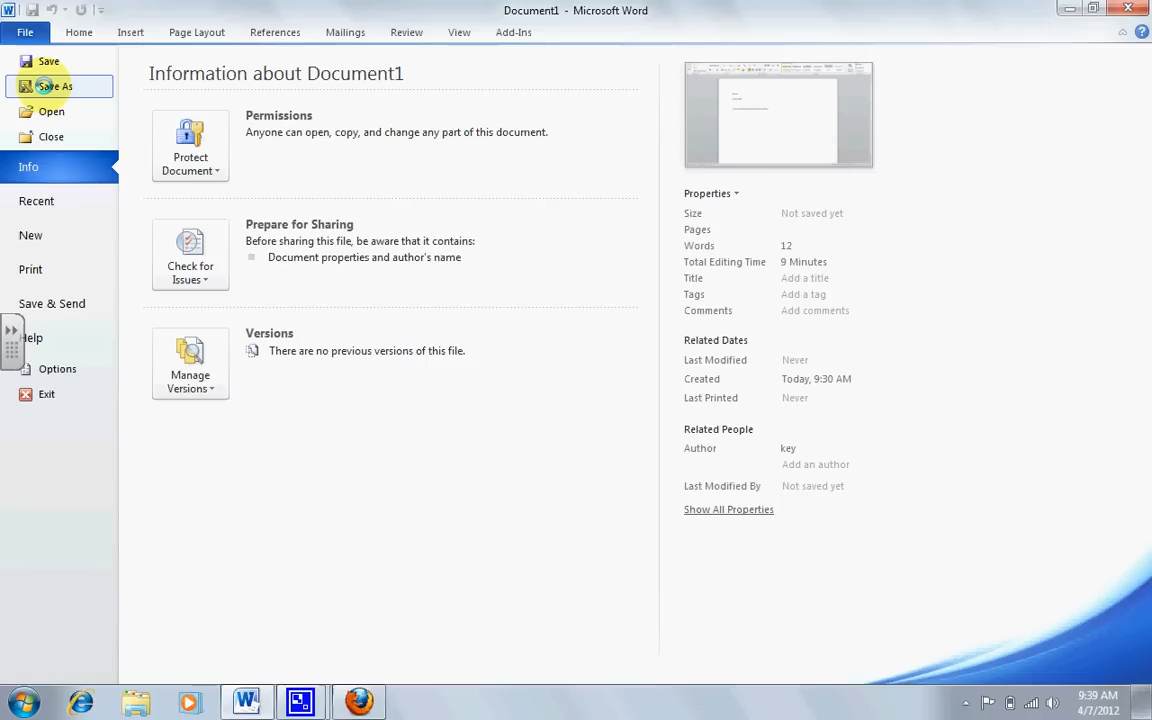 Document1 - Microsoft Word
File Home Insert Page Layout References Mailings Review View Add-Ins
Save
Save As
Open
Close
Info
Recent
New
Print
Save & Send
Help
Options
Exit
Information about Document1
Protect Document
Permissions
Anyone can open, copy, and change any part of this document.
Check for Issues
Prepare for Sharing
Before sharing this file, be aware that it contains:
Document properties and author's name
Manage Versions
Versions
There are no previous versions of this file.
Properties
Size Not saved yet
Pages
Words 12
Total Editing Time 9 Minutes
Title Add a title
Tags Add a tag
Comments Add comments
Related Dates
Last Modified Never
Created Today, 9:30 AM
Last Printed Never
Related People
Author key
Add an author
Last Modified By Not saved yet
Show All Properties
9:39 AM
4/7/2012